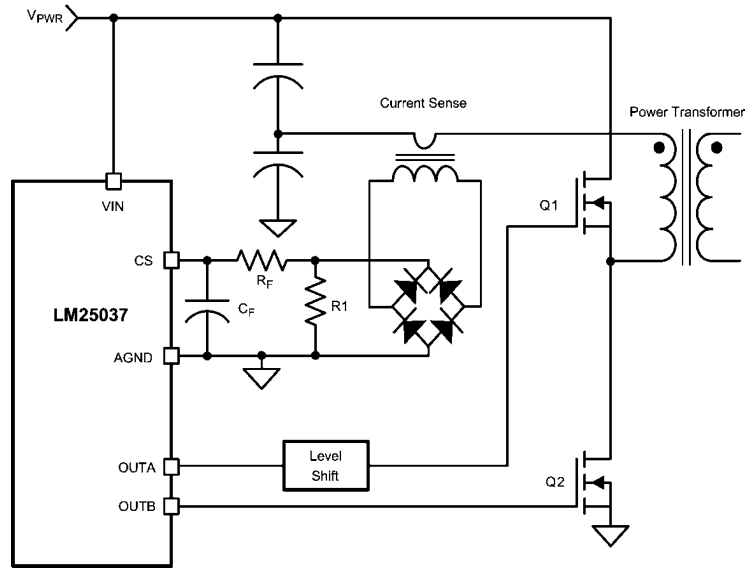 VPWR
Current Sense
Power Transformer
VIN
Q1
CS
RF
R1
CF
LM25037
AGND
Level
Shift
OUTA
Q2
OUTB